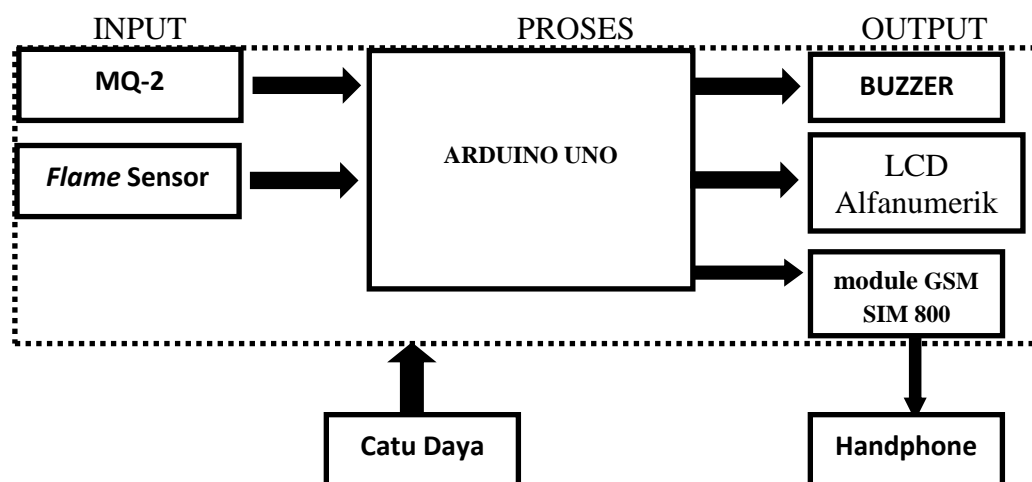 INPUT
PROSES
OUTPUT
MQ-2
BUZZER
Flame Sensor
ARDUINO UNO
LCD
Alfanumerik
module GSM
SIM 800
Catu Daya
Handphone